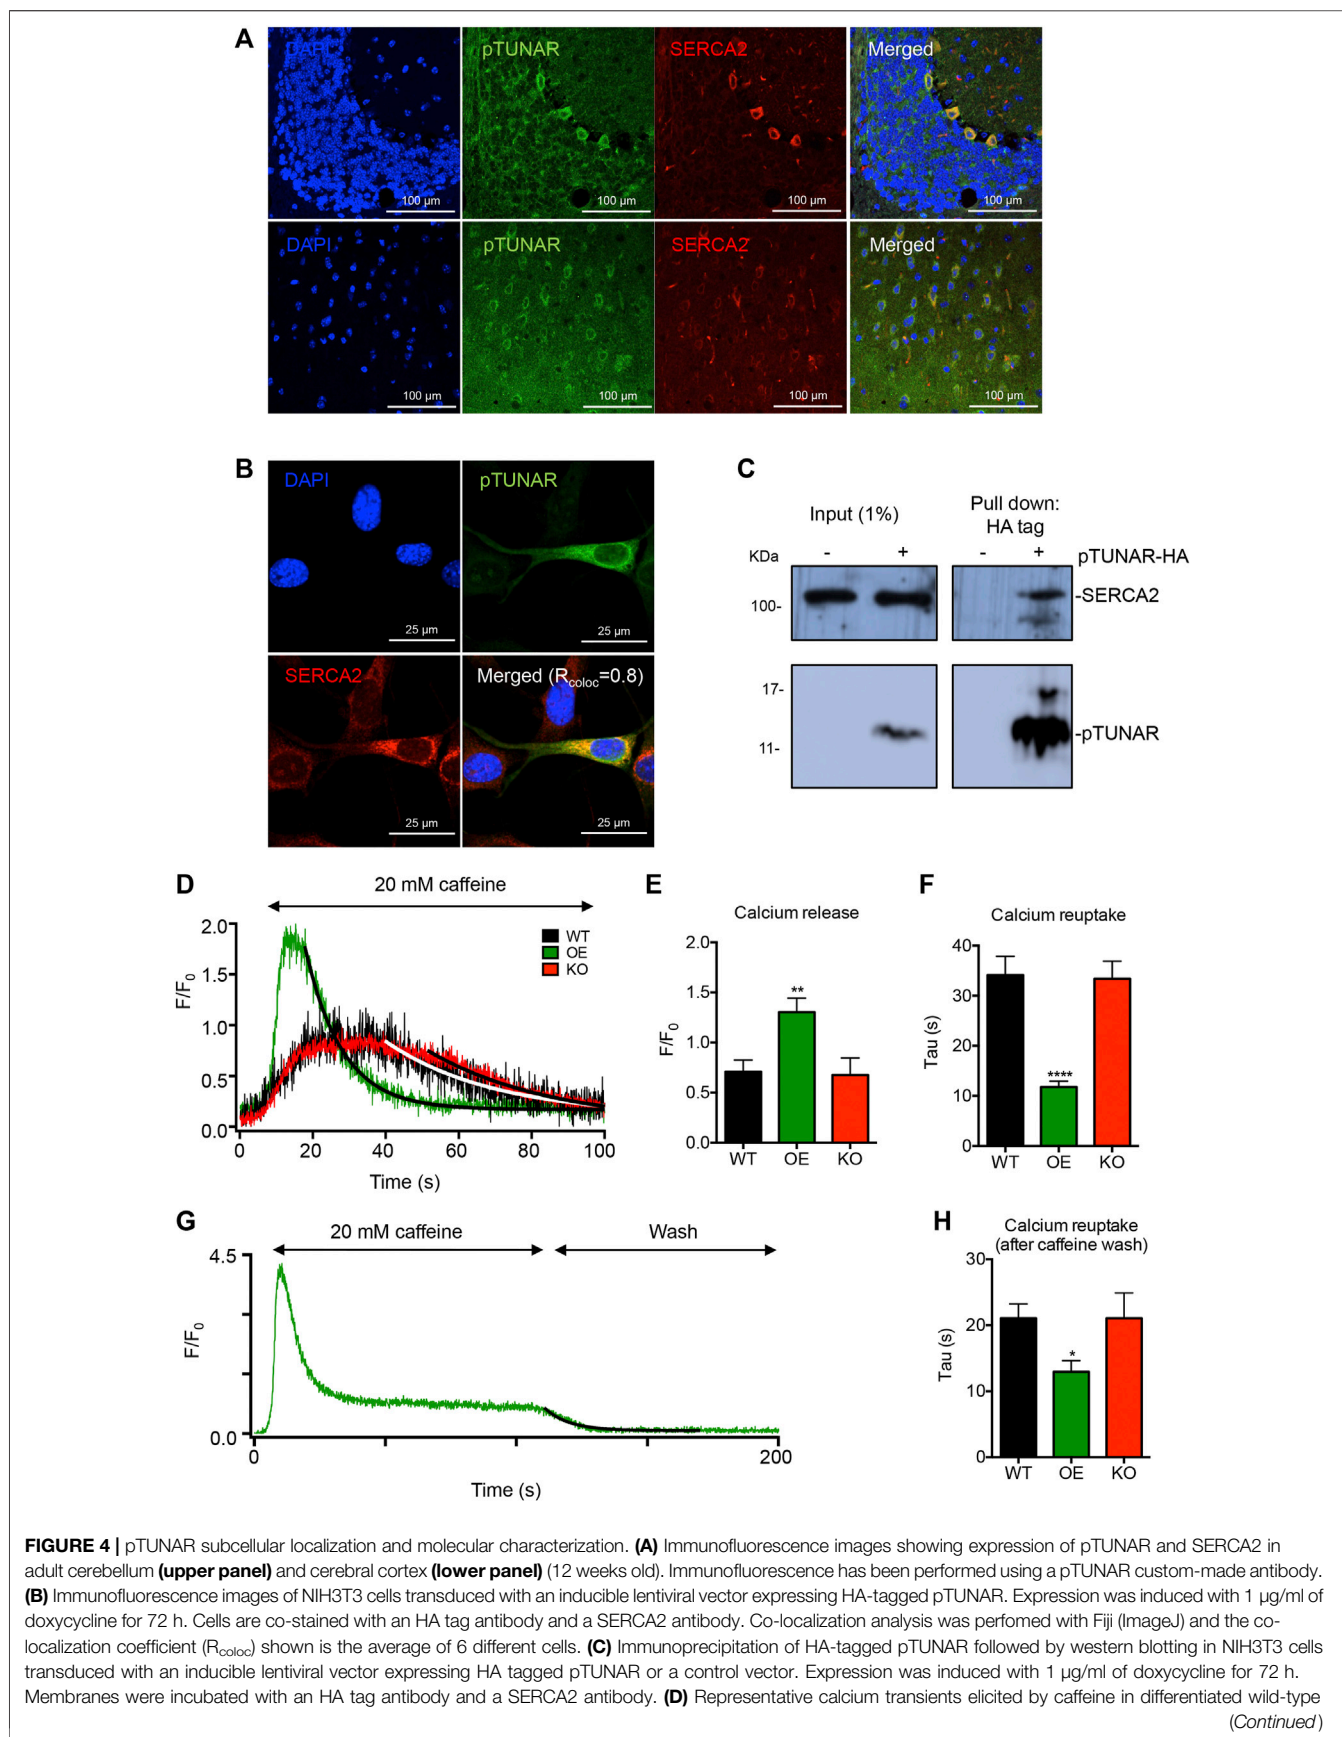 A
DAPI
pTUNAR
SERCA2
Merged
100 µm
100 µm
100 µm
100 µm
DAPI
pTUNAR
SERCA2
Merged
100 µm
100 µm
100 µm
100 µm
B
DAPI
pTUNAR
25 µm
25 µm
SERCA2
Merged (Rcoloc=0.8)
25 µm
25 µm
C
Input (1%)
Pull down:
HA tag
KDa
- + - + pTUNAR-HA
100-
-SERCA2
17-
11-
-pTUNAR
D
20 mM caffeine
F/F0
2.0
1.5
1.0
0.5
0.0
WT
OE
KO
0 20 40 60 80 100
Time (s)
E
Calcium release
F/F0
2.0
1.5
1.0
0.5
0.0
**
WT OE KO
F
Calcium reuptake
Tau (s)
40
30
20
10
0
****
WT OE KO
G
20 mM caffeine
Wash
F/F0
4.5
0.0
0 200
Time (s)
H
Calcium reuptake
(after caffeine wash)
Tau (s)
30
20
10
0
*
WT OE KO
FIGURE 4 | pTUNAR subcellular localization and molecular characterization. (A) Immunofluorescence images showing expression of pTUNAR and SERCA2 in
adult cerebellum (upper panel) and cerebral cortex (lower panel) (12 weeks old). Immunofluorescence has been performed using a pTUNAR custom-made antibody.
(B) Immunofluorescence images of NIH3T3 cells transduced with an inducible lentiviral vector expressing HA-tagged pTUNAR. Expression was induced with 1 µg/ml of
doxycycline for 72 h. Cells are co-stained with an HA tag antibody and a SERCA2 antibody. Co-localization analysis was perfomed with Fiji (ImageJ) and the co-
localization coefficient (Rcoloc) shown is the average of 6 different cells. (C) Immunoprecipitation of HA-tagged pTUNAR followed by western blotting in NIH3T3 cells
transduced with an inducible lentiviral vector expressing HA tagged pTUNAR or a control vector. Expression was induced with 1 µg/ml of doxycycline for 72 h.
Membranes were incubated with an HA tag antibody and a SERCA2 antibody. (D) Representative calcium transients elicited by caffeine in differentiated wild-type
(Continued)